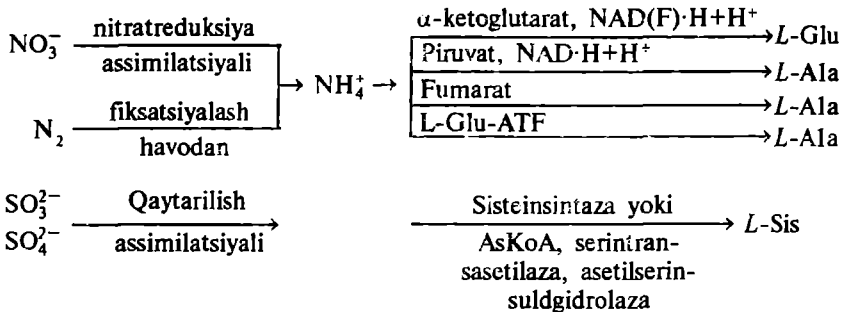 NO₃⁻ nitratreduksiya
assimilatsiyali
N₂ fiksatsiyalash
havodan
→ NH₄⁺ →
α-ketoglutarat, NAD(F)·H+H⁺ → L-Glu
Piruvat, NAD·H+H⁺ → L-Ala
Fumarat → L-Ala
L-Glu-ATF → L-Ala
SO₃²⁻
SO₄²⁻
Qaytarilish
assimilatsiyali
Sisteinsintaza yoki → L-Sis
AsKoA, serintran-
sasetilaza, asetilserin-
suldgidrolaza